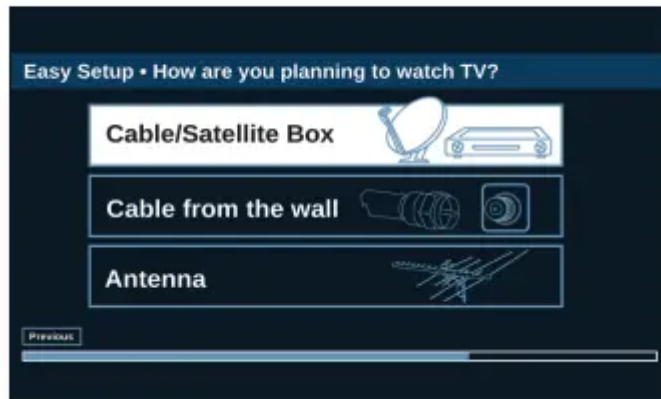 Easy Setup • How are you planning to watch TV?
Cable/Satellite Box
Cable from the wall
Antenna
Previous